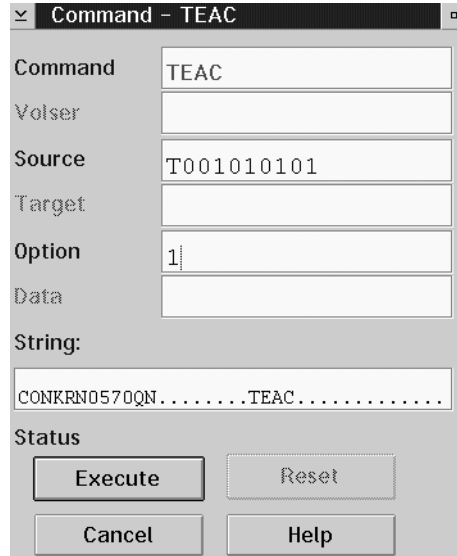 Command – TEAC
Command TEAC
Volser
Source T001010101
Target
Option 1
Data
String:
CONKRN0570QN........TEAC.............
Status
Execute Reset
Cancel Help